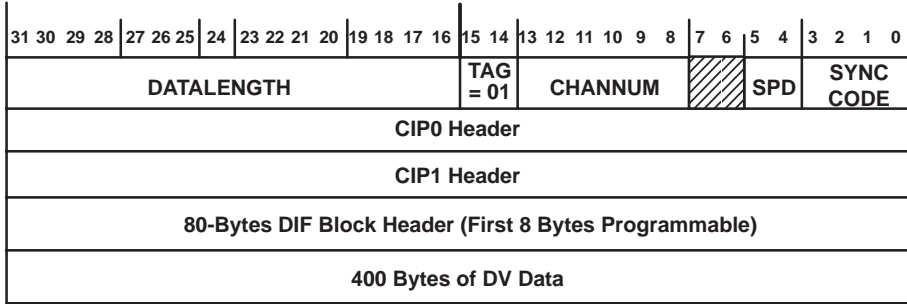 31 30 29 28 27 26 25 24 23 22 21 20 19 18 17 16 15 14 13 12 11 10 9 8 7 6 5 4 3 2 1 0
DATALENGTH TAG = 01 CHANNUM SPD SYNC CODE
CIP0 Header
CIP1 Header
80-Bytes DIF Block Header (First 8 Bytes Programmable)
400 Bytes of DV Data